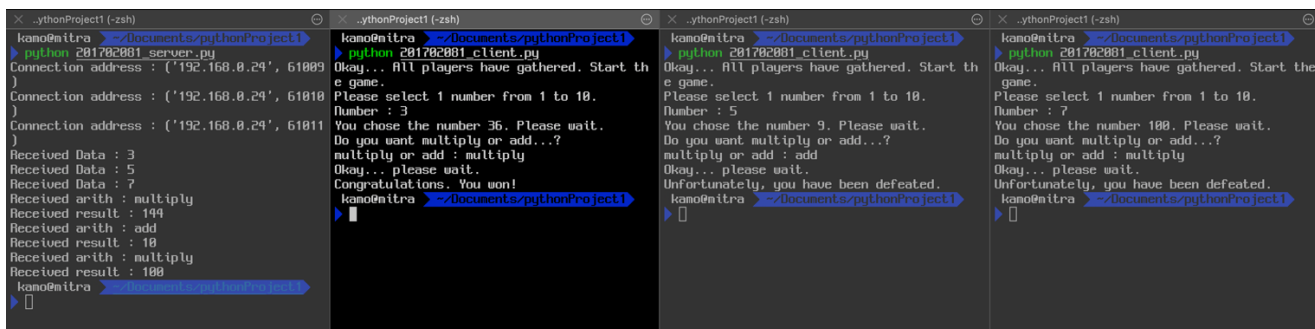 ..ythonProject1 (-zsh)
kamo@mitra ~/Documents/pythonProject1
python 201702081_server.py
Connection address : ('192.168.0.24', 61009
)
Connection address : ('192.168.0.24', 61010
)
Connection address : ('192.168.0.24', 61011
)
Received Data : 3
Received Data : 5
Received Data : 7
Received arith : multiply
Received result : 144
Received arith : add
Received result : 10
Received arith : multiply
Received result : 100
kamo@mitra ~/Documents/pythonProject1
..ythonProject1 (-zsh)
kamo@mitra ~/Documents/pythonProject1
python 201702081_client.py
Okay... All players have gathered. Start th
e game.
Please select 1 number from 1 to 10.
Number : 3
You chose the number 36. Please wait.
Do you want multiply or add...?
multiply or add : multiply
Okay... please wait.
Congratulations. You won!
kamo@mitra ~/Documents/pythonProject1
..ythonProject1 (-zsh)
kamo@mitra ~/Documents/pythonProject1
python 201702081_client.py
Okay... All players have gathered. Start th
e game.
Please select 1 number from 1 to 10.
Number : 5
You chose the number 9. Please wait.
Do you want multiply or add...?
multiply or add : add
Okay... please wait.
Unfortunately, you have been defeated.
kamo@mitra ~/Documents/pythonProject1
..ythonProject1 (-zsh)
kamo@mitra ~/Documents/pythonProject1
python 201702081_client.py
Okay... All players have gathered. Start the
game.
Please select 1 number from 1 to 10.
Number : 7
You chose the number 100. Please wait.
Do you want multiply or add...?
multiply or add : multiply
Okay... please wait.
Unfortunately, you have been defeated.
kamo@mitra ~/Documents/pythonProject1